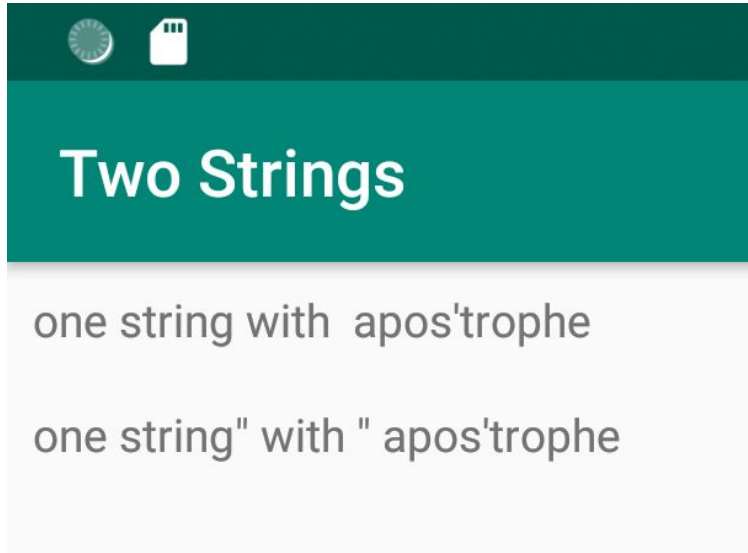 Two Strings
one string with  apos'trophe
one string" with " apos'trophe